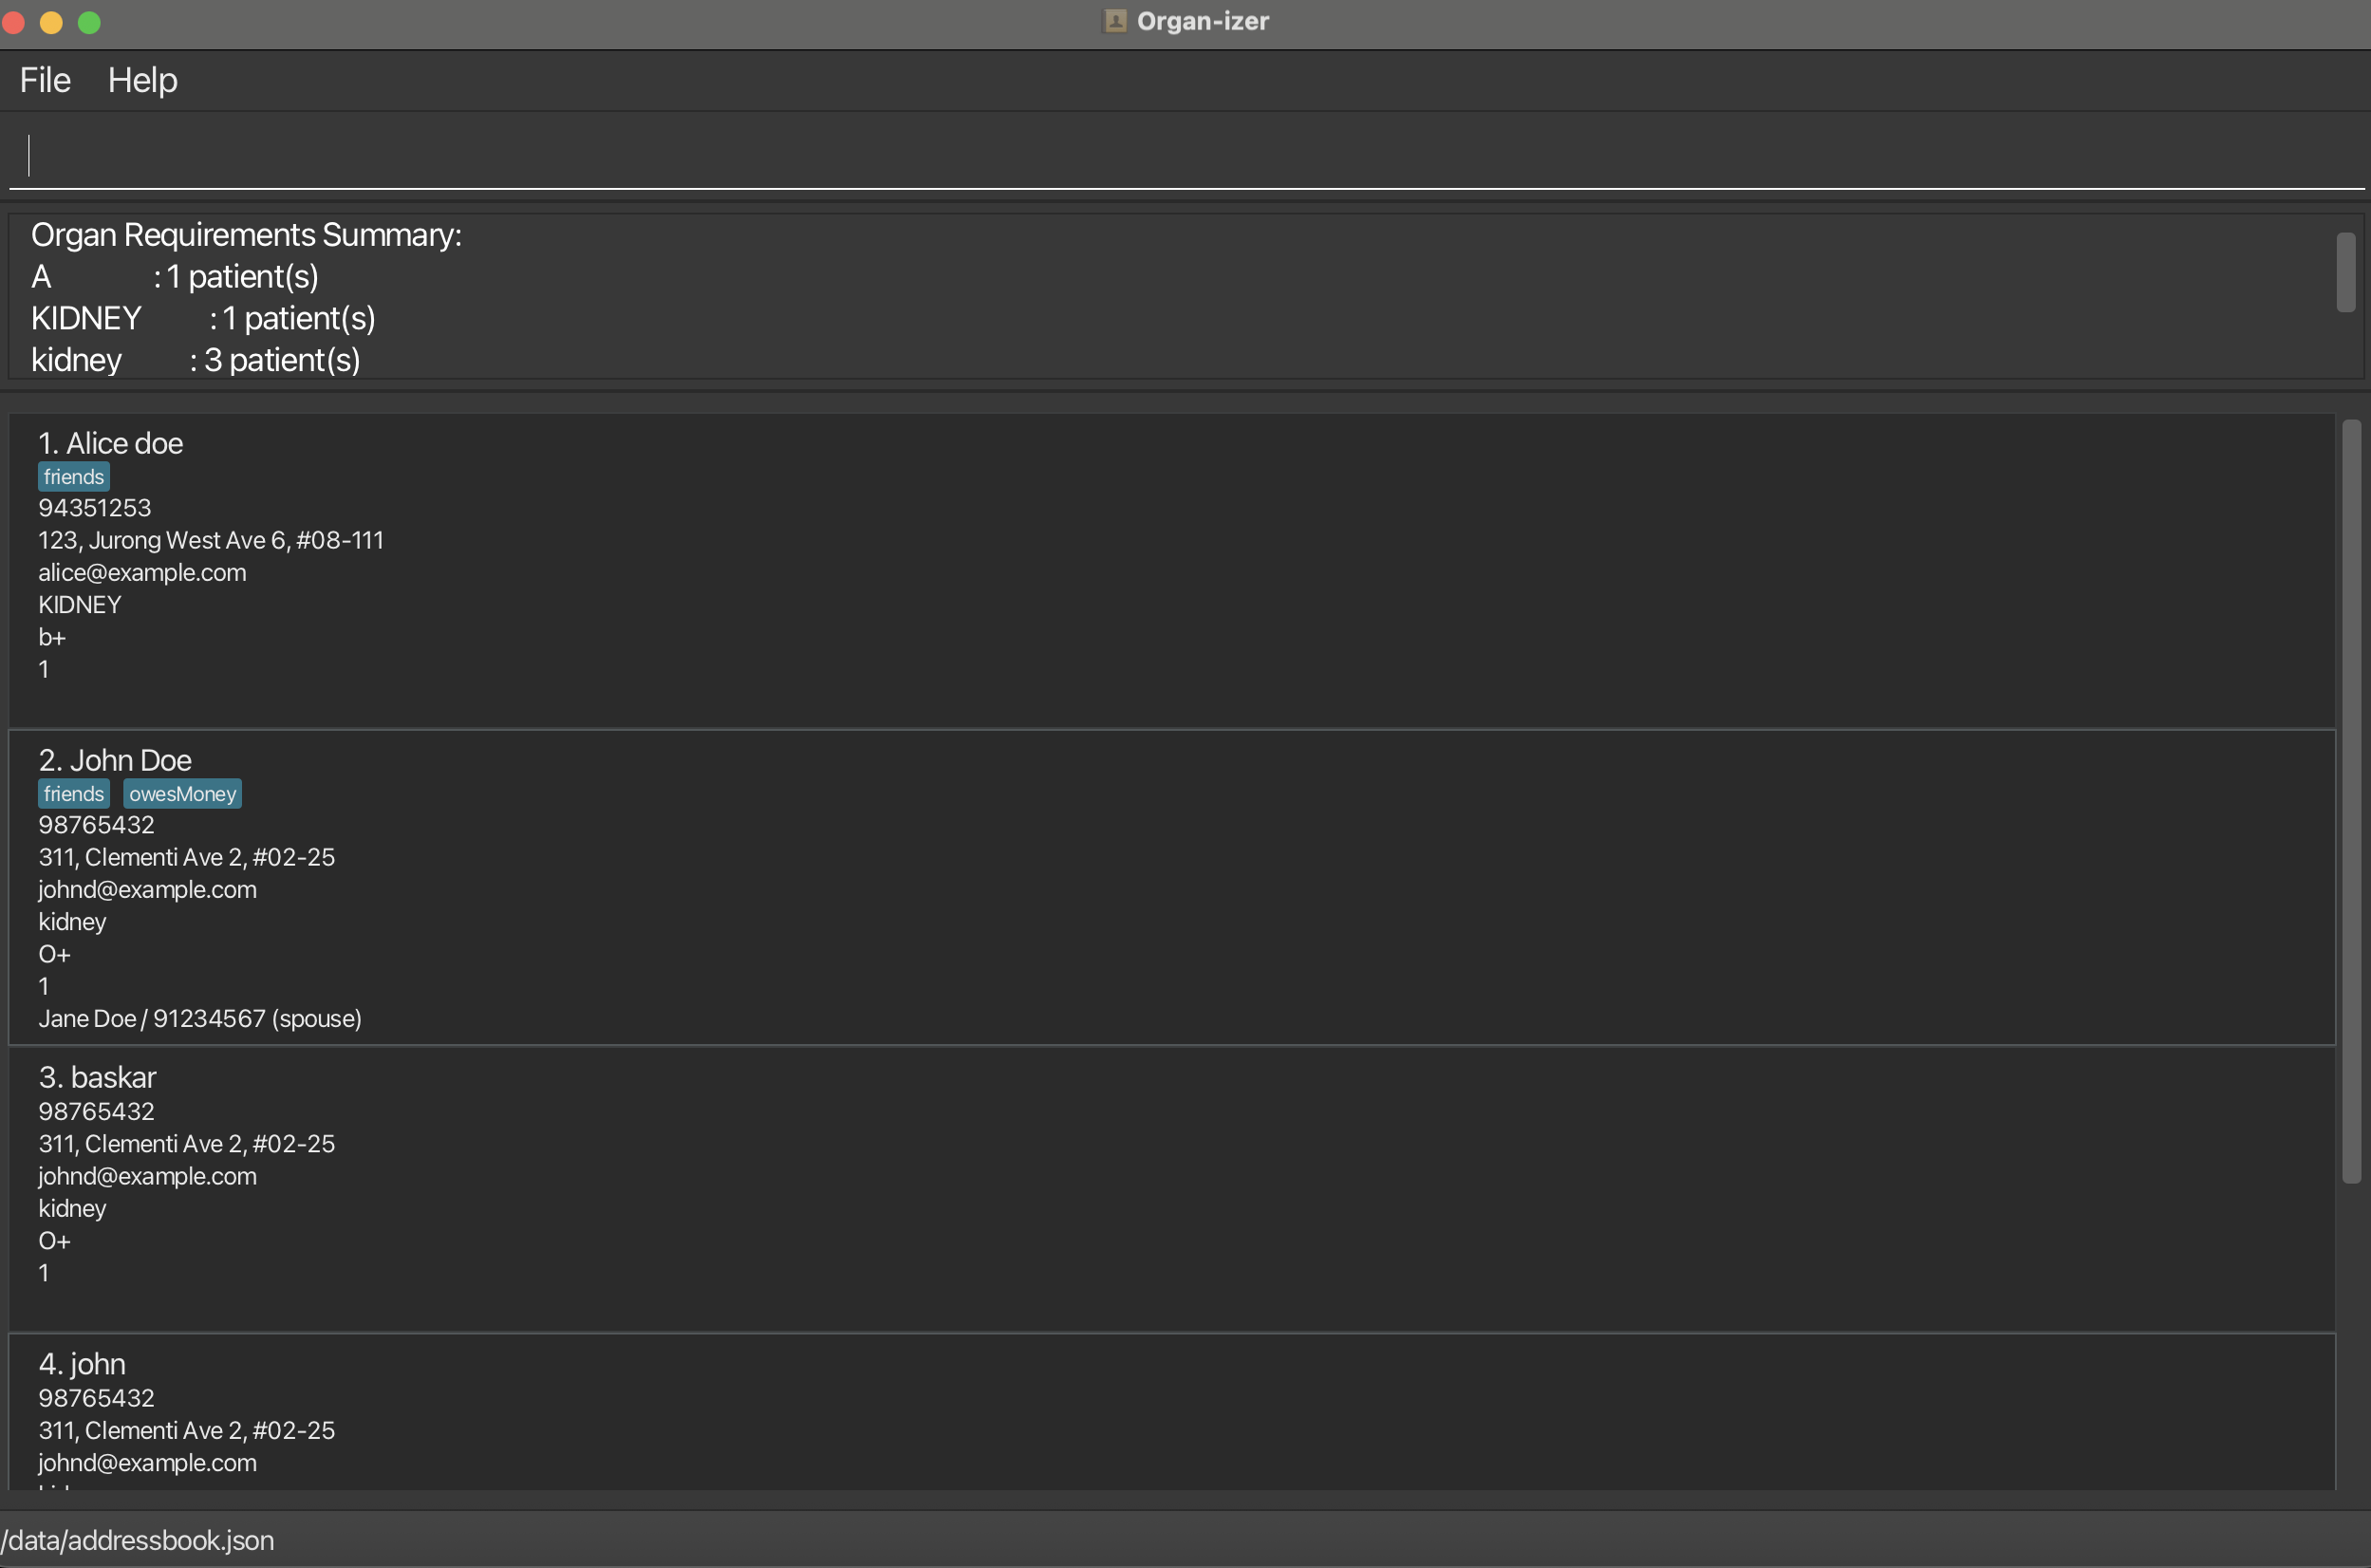 Organ-izer
File Help
Organ Requirements Summary:
A : 1 patient(s)
KIDNEY : 1 patient(s)
kidney : 3 patient(s)
1. Alice doe
friends
94351253
123, Jurong West Ave 6, #08-111
alice@example.com
KIDNEY
b+
1
2. John Doe
friends owesMoney
98765432
311, Clementi Ave 2, #02-25
johnd@example.com
kidney
O+
1
Jane Doe / 91234567 (spouse)
3. baskar
98765432
311, Clementi Ave 2, #02-25
johnd@example.com
kidney
O+
1
4. john
98765432
311, Clementi Ave 2, #02-25
johnd@example.com
/data/addressbook.json